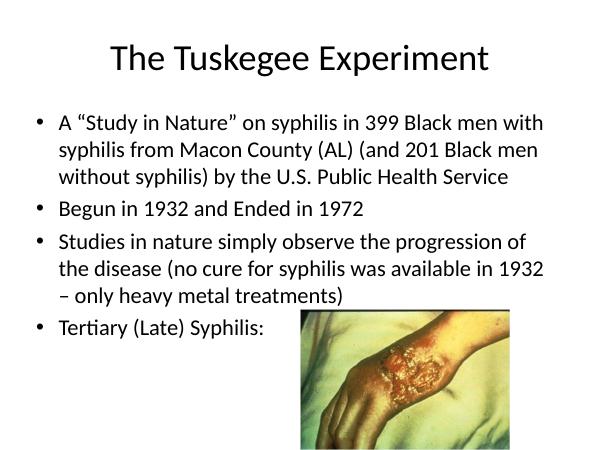 The Tuskegee Experiment
• A “Study in Nature” on syphilis in 399 Black men with
syphilis from Macon County (AL) (and 201 Black men
without syphilis) by the U.S. Public Health Service
• Begun in 1932 and Ended in 1972
• Studies in nature simply observe the progression of
the disease (no cure for syphilis was available in 1932
– only heavy metal treatments)
• Tertiary (Late) Syphilis: